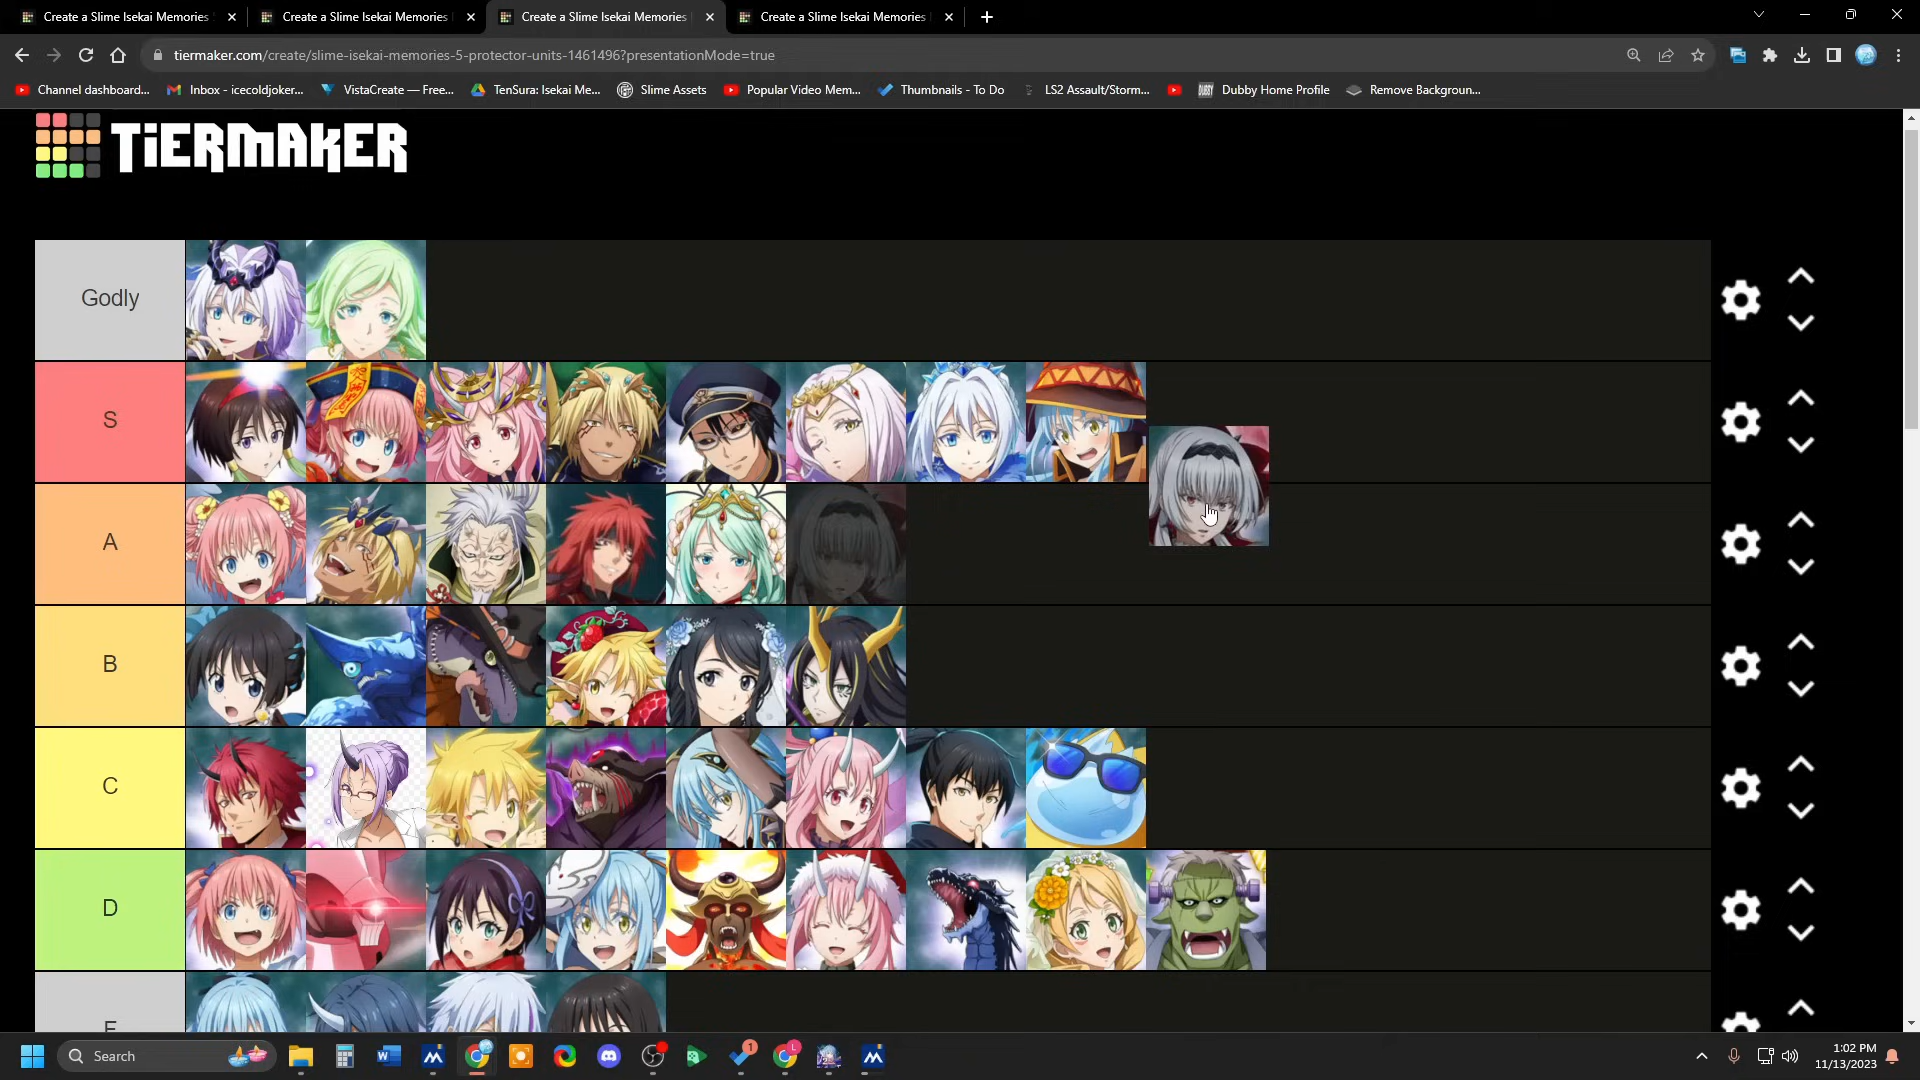 Create a Slime Isekai Memories
Create a Slime Isekai Memories
Create a Slime Isekai Memories
Create a Slime Isekai Memories
tiermaker.com/create/slime-isekai-memories-5-protector-units-1461496?presentationMode=true
Channel dashboard...
Inbox - icecoldjoker...
VistaCreate — Free...
TenSura: Isekai Me...
Slime Assets
Popular Video Mem...
Thumbnails - To Do
LS2 Assault/Storm...
Dubby Home Profile
Remove Backgroun...
TiERMAKER
Godly
S
A
B
C
D
Search
1
L
1:02 PM
11/13/2023